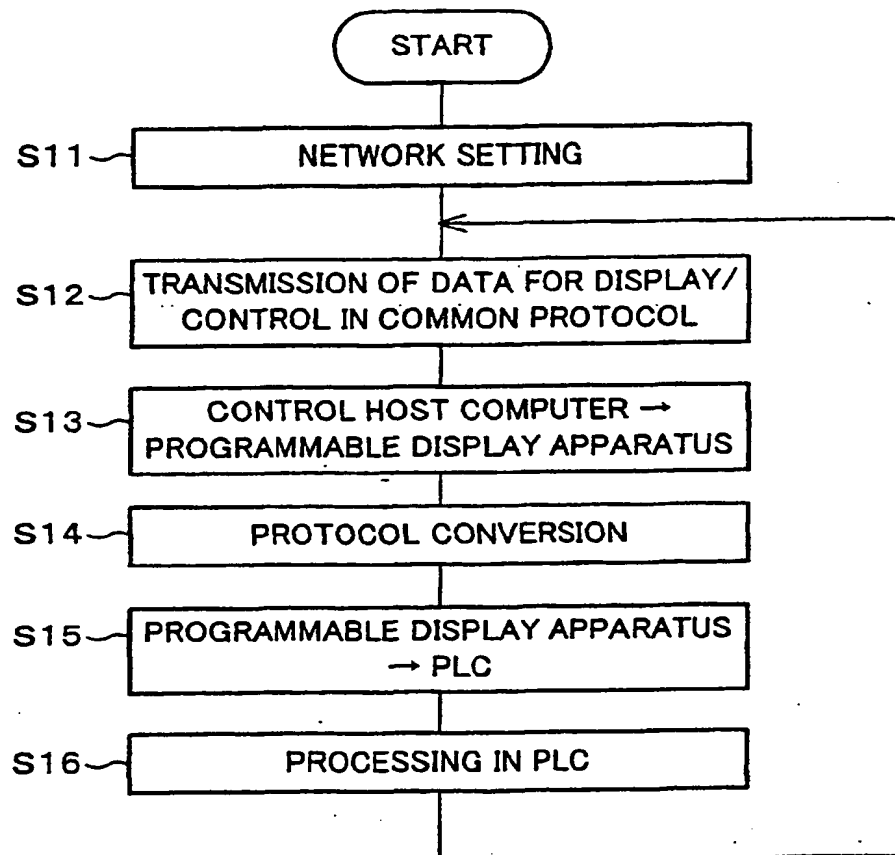 START
S11
NETWORK SETTING
S12
TRANSMISSION OF DATA FOR DISPLAY/
CONTROL IN COMMON PROTOCOL
S13
CONTROL HOST COMPUTER →
PROGRAMMABLE DISPLAY APPARATUS
S14
PROTOCOL CONVERSION
S15
PROGRAMMABLE DISPLAY APPARATUS
→ PLC
S16
PROCESSING IN PLC